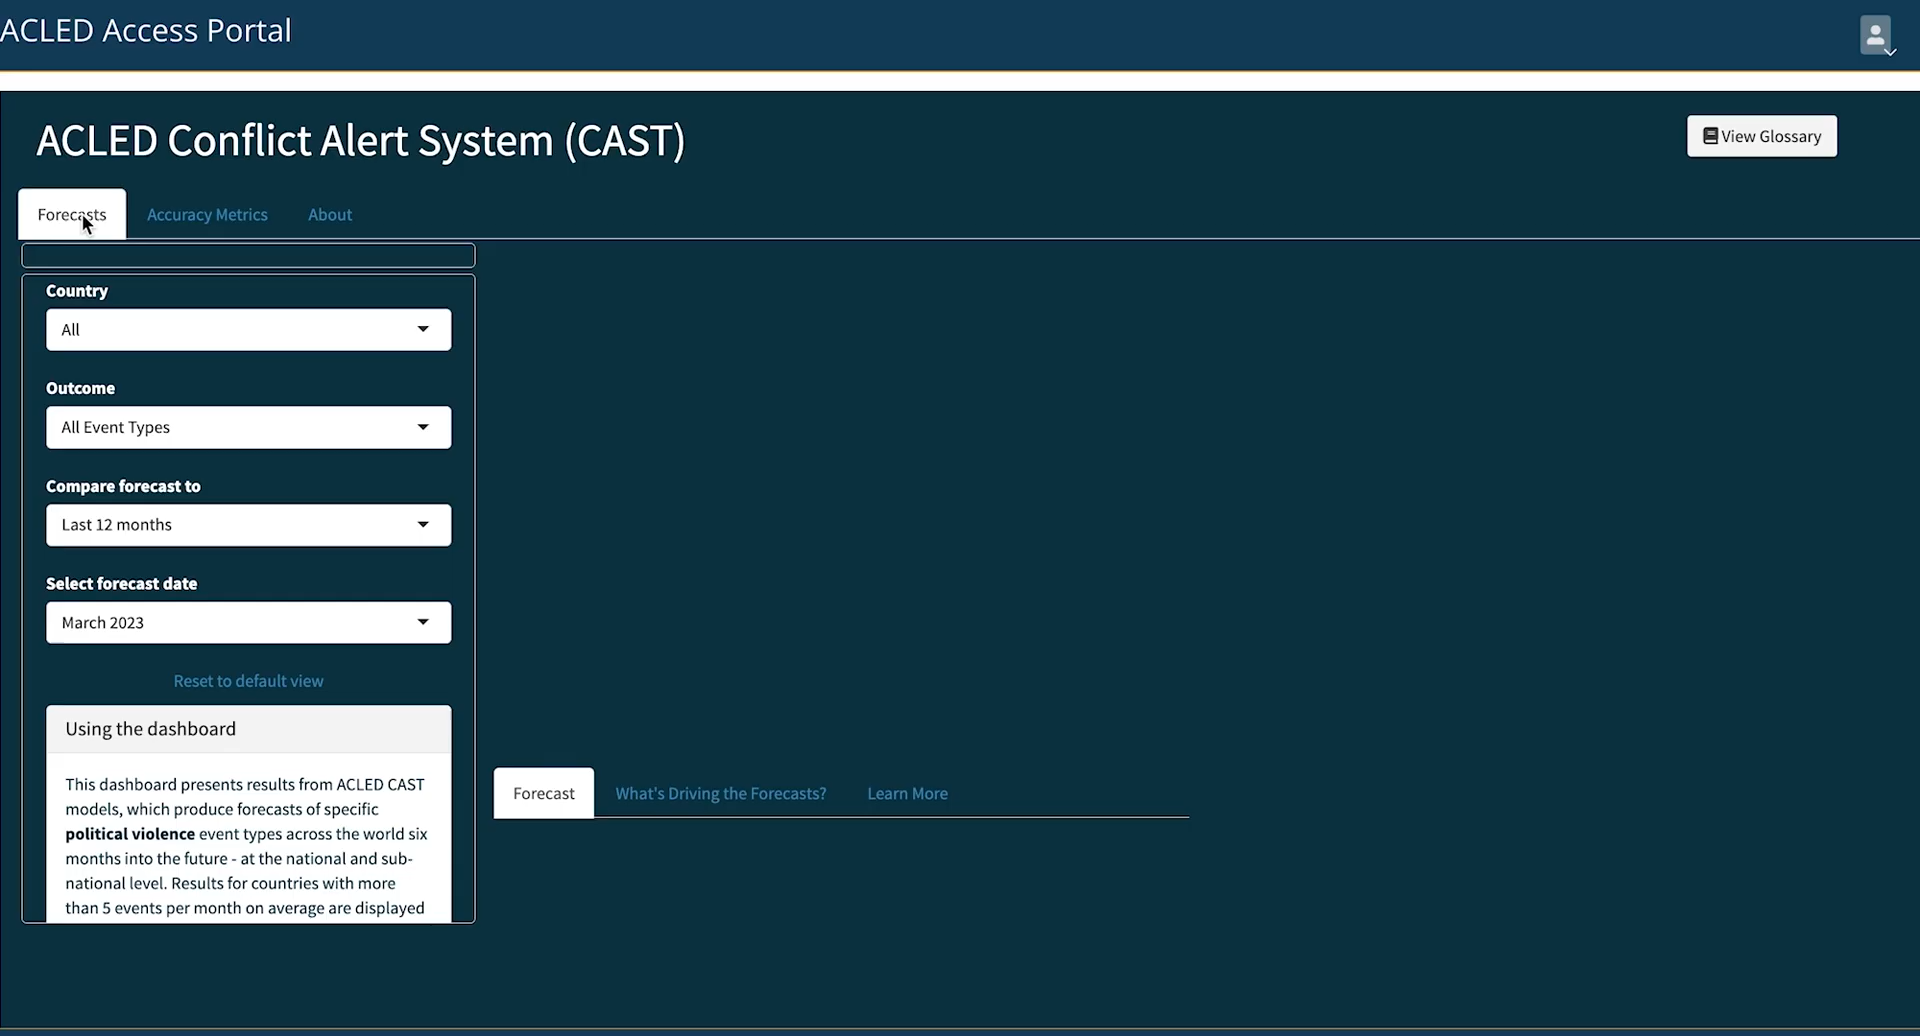 ACLED Access Portal
ACLED Conflict Alert System (CAST)
View Glossary
Forecasts
Accuracy Metrics
About
Country
All
Outcome
All Event Types
Compare forecast to
Last 12 months
Select forecast date
March 2023
Reset to default view
Using the dashboard
This dashboard presents results from ACLED CAST
models, which produce forecasts of specific
political violence event types across the world six
months into the future - at the national and sub-
national level. Results for countries with more
than 5 events per month on average are displayed
Forecast
What's Driving the Forecasts?
Learn More